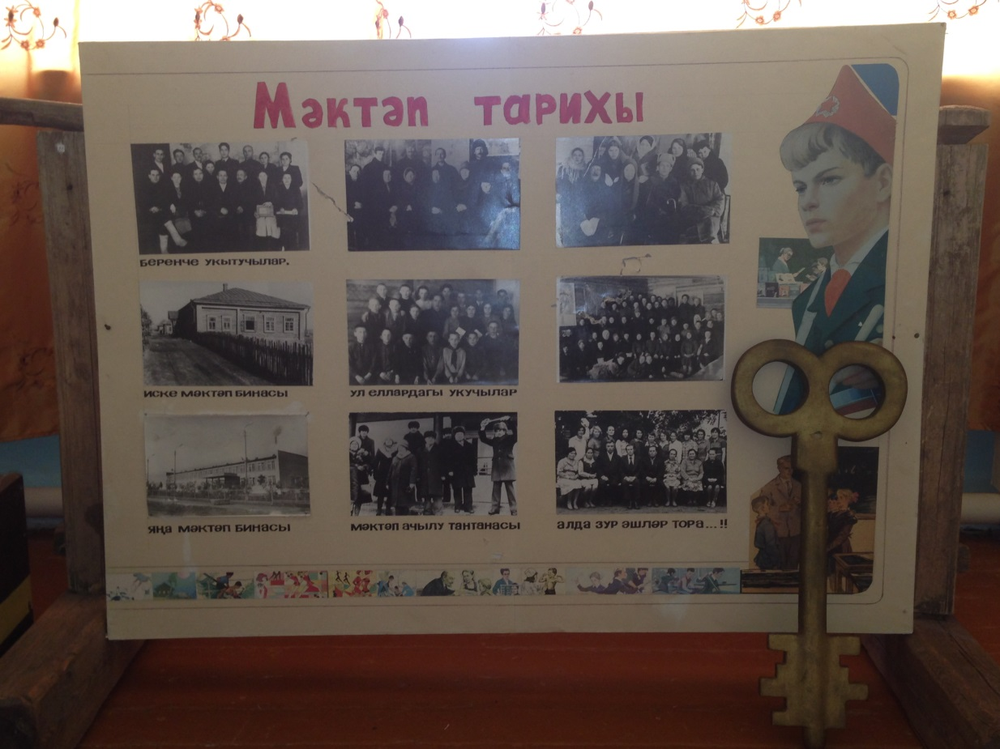 Мәктәп тарихы
Беренче укытучылар.
иске мәктәп бинасы
ул еллардагы укучылар
яңа мәктәп бинасы
мәктәп ачылу тантанасы
алда зур эшләр тора...!!